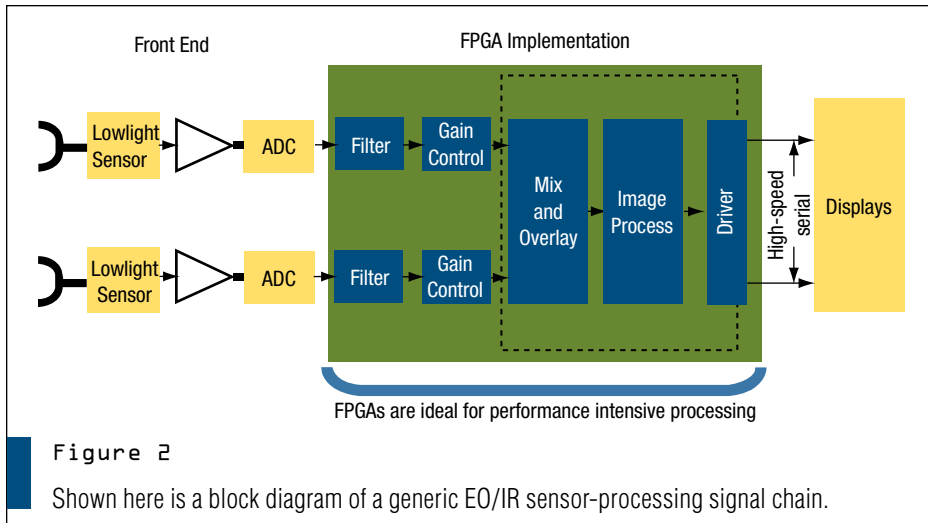 Front End
FPGA Implementation
Lowlight
Sensor
ADC
Filter
Gain
Control
Mix
and
Overlay
Image
Process
Driver
High-speed
serial
Displays
Lowlight
Sensor
ADC
Filter
Gain
Control
FPGAs are ideal for performance intensive processing
Figure 2
Shown here is a block diagram of a generic EO/IR sensor-processing signal chain.